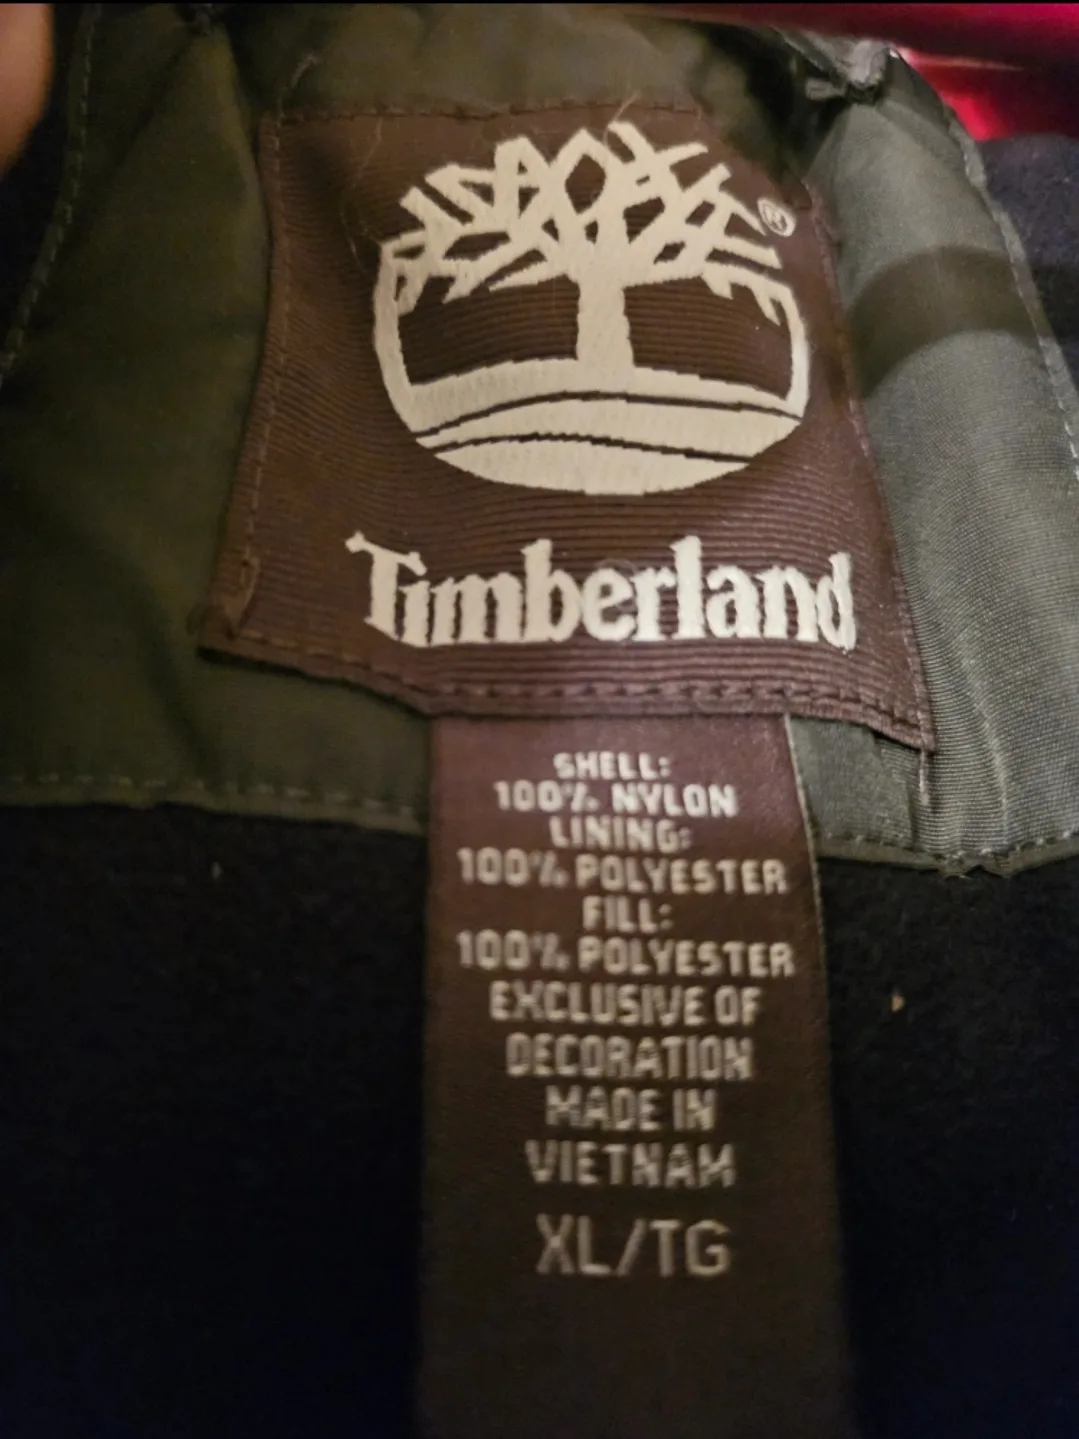 ®
Timberland
SHELL:
100% NYLON
LINING:
100% POLYESTER
FILL:
100% POLYESTER
EXCLUSIVE OF
DECORATION
MADE IN
VIETNAM
XL/TG